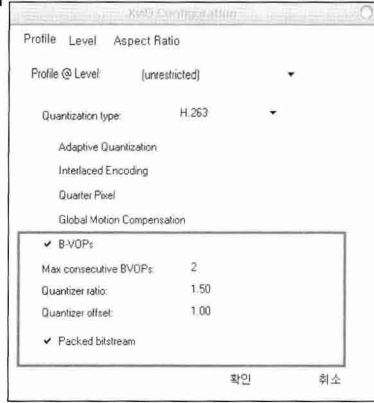 XviD Configuration
Profile Level Aspect Ratio
Profile @ Level: (unrestricted)
Quantization type: H.263
Adaptive Quantization
Interlaced Encoding
Quarter Pixel
Global Motion Compensation
B-VOPs
Max consecutive BVOPs: 2
Quantizer ratio: 1.50
Quantizer offset: 1.00
Packed bitstream
확인 취소